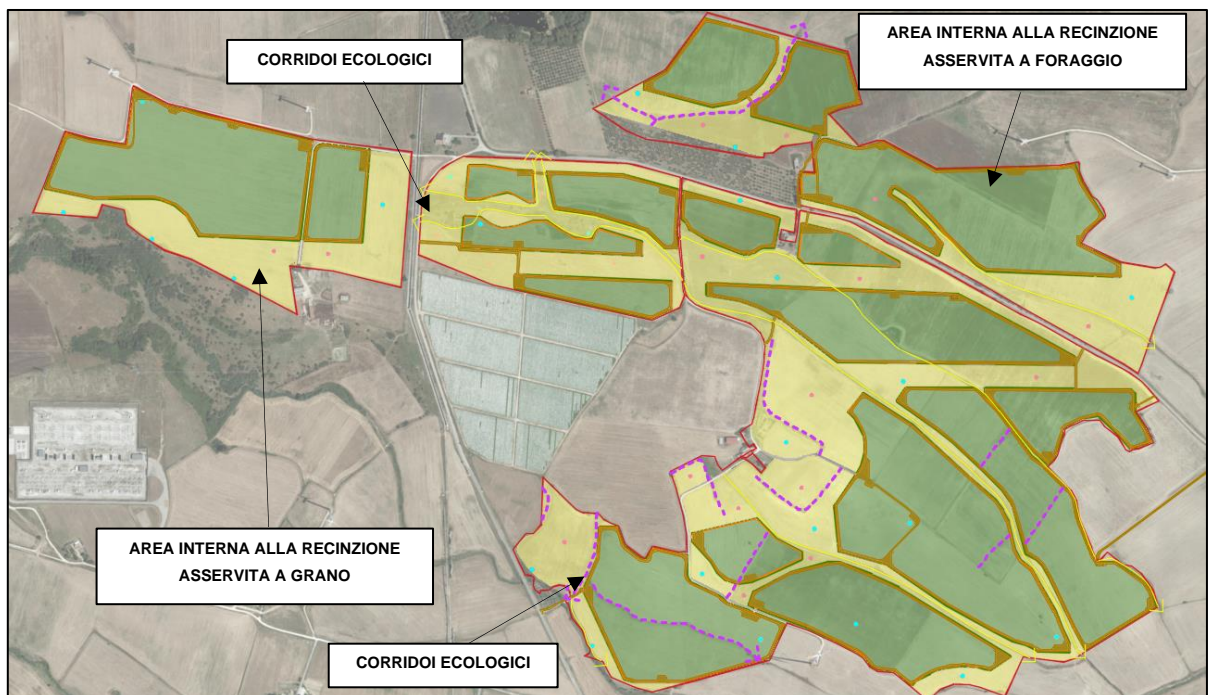 CORRIDOI ECOLOGICI
AREA INTERNA ALLA RECINZIONE
ASSERVITA A FORAGGIO
AREA INTERNA ALLA RECINZIONE
ASSERVITA A GRANO
CORRIDOI ECOLOGICI